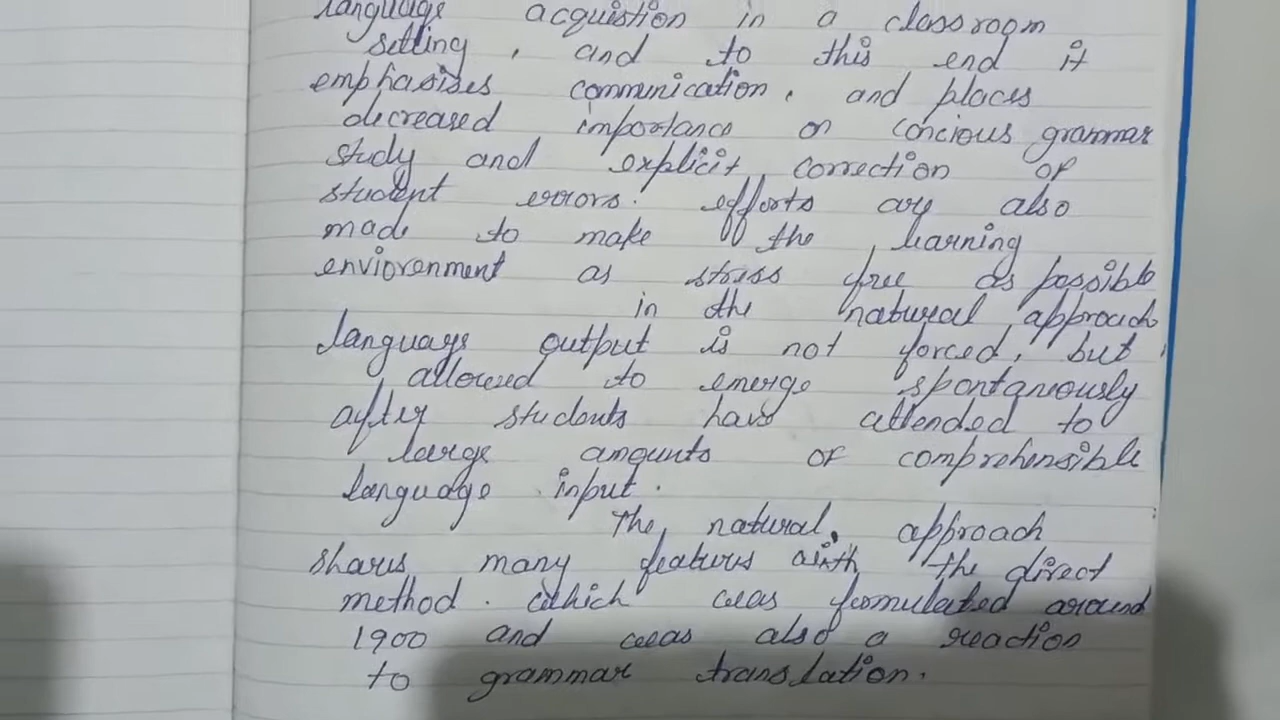 language acquistion in a classroom
setting, and to this end it
emphasises communication, and places
decreased importance on concious grammar
study and explicit correction of
student errors. efforts are also
made to make the learning
enviorenment as stress free as possible
in the natural approach
language output is not forced, but
allowed to emerge spontaneously
after students have attended to
large amounts of comprehensible
language input.
The natural approach
shares many features with the direct
method. which was formulated around
1900 and was also a reaction
to grammar translation.